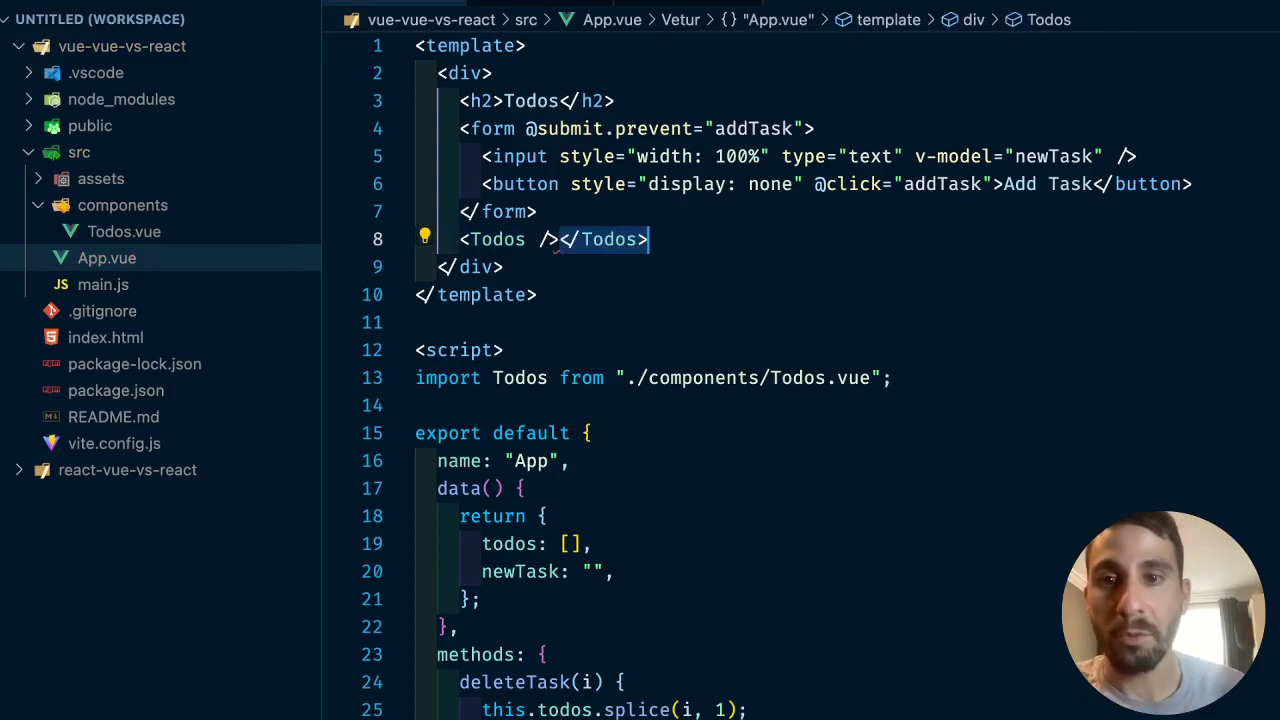 UNTITLED (WORKSPACE)
vue-vue-vs-react
.vscode
node_modules
public
src
assets
components
Todos.vue
App.vue
JS main.js
.gitignore
index.html
package-lock.json
package.json
README.md
vite.config.js
react-vue-vs-react
vue-vue-vs-react › src › App.vue › Vetur › {} "App.vue" › template › div › Todos
1 <template>
2 <div>
3 <h2>Todos</h2>
4 <form @submit.prevent="addTask">
5 <input style="width: 100%" type="text" v-model="newTask" />
6 <button style="display: none" @click="addTask">Add Task</button>
7 </form>
8 <Todos /></Todos>
9 </div>
10 </template>
11
12 <script>
13 import Todos from "./components/Todos.vue";
14
15 export default {
16 name: "App",
17 data() {
18 return {
19 todos: [],
20 newTask: "",
21 };
22 },
23 methods: {
24 deleteTask(i) {
25 this.todos.splice(i, 1);